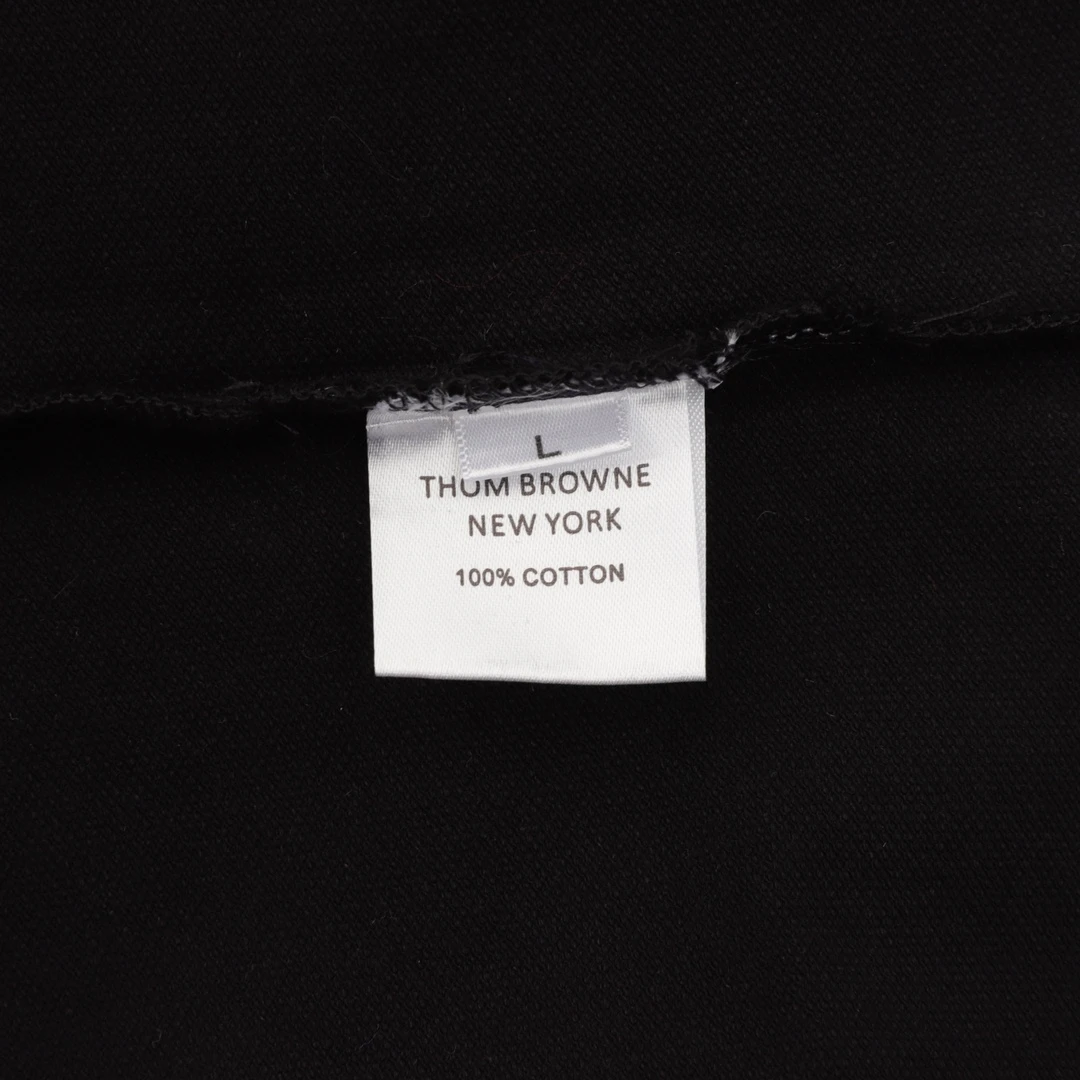 L
THOM BROWNE
NEW YORK
100% COTTON